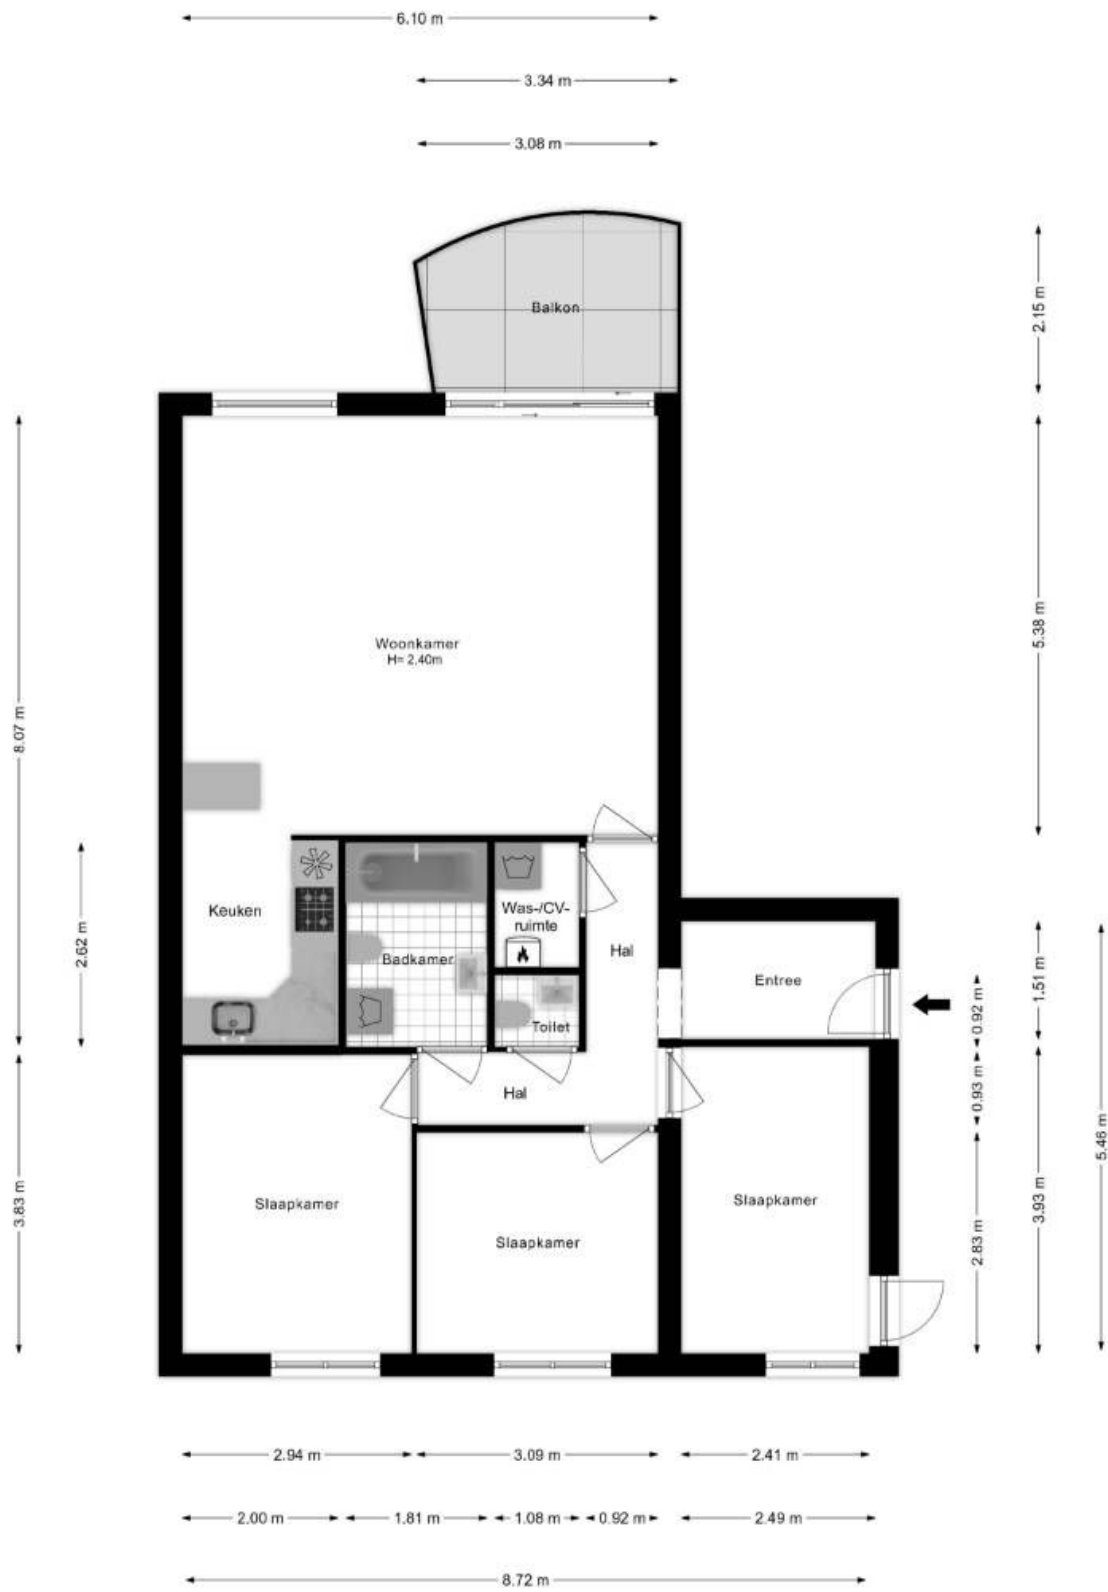 6.10 m
3.34 m
3.08 m
2.15 m
Balkon
5.38 m
Woonkamer
H= 2.40m
8.07 m
Keuken
2.62 m
Badkamer
Was-/CV-
ruimte
Toilet
Hal
Entree
1.51 m
0.92 m
Hal
0.93 m
5.46 m
3.83 m
Slaapkamer
Slaapkamer
Slaapkamer
2.83 m
3.93 m
2.94 m
3.09 m
2.41 m
2.00 m
1.81 m
1.08 m
0.92 m
2.49 m
8.72 m